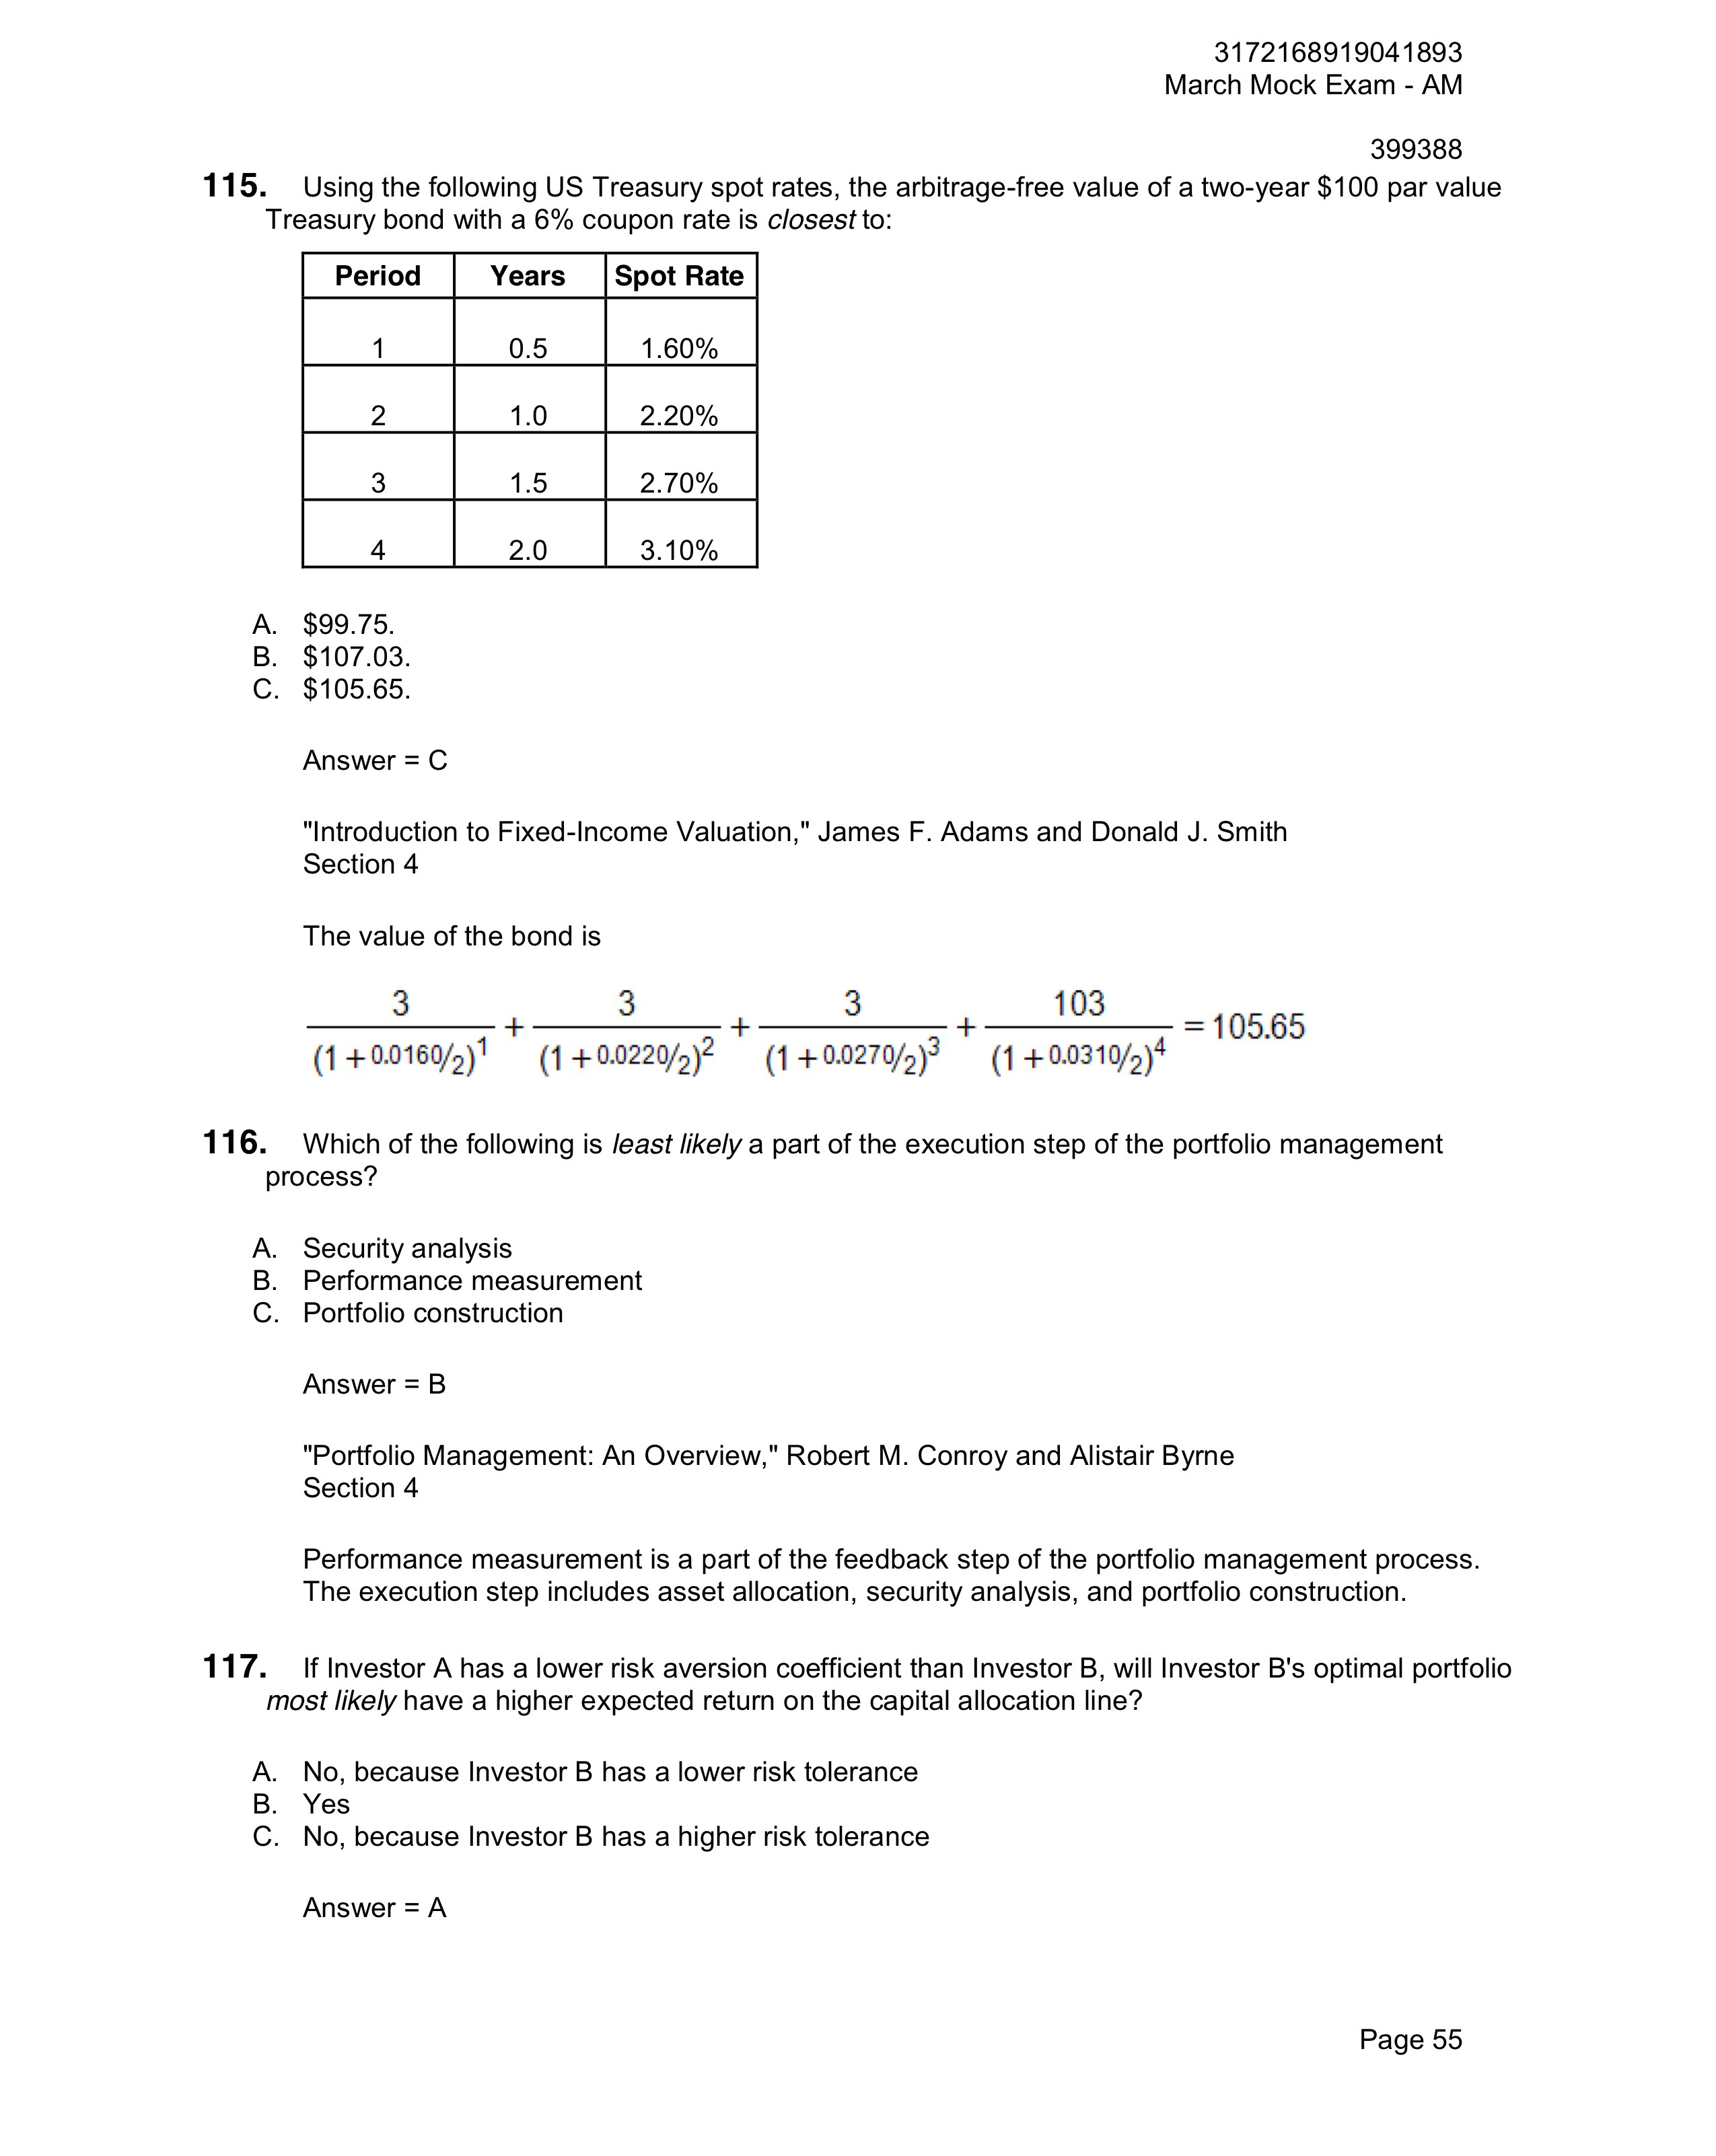 3172168919041893
March Mock Exam - AM
399388
115. Using the following US Treasury spot rates, the arbitrage-free value of a two-year $100 par value
Treasury bond with a 6% coupon rate is closest to:
Period Years Spot Rate
1 0.5 1.60%
2 1.0 2.20%
3 1.5 2.70%
4 2.0 3.10%
A. $99.75.
B. $107.03.
C. $105.65.
Answer = C
"Introduction to Fixed-Income Valuation," James F. Adams and Donald J. Smith
Section 4
The value of the bond is
3/(1 + 0.0160/2)^1 + 3/(1 + 0.0220/2)^2 + 3/(1 + 0.0270/2)^3 + 103/(1 + 0.0310/2)^4 = 105.65
116. Which of the following is least likely a part of the execution step of the portfolio management
process?
A. Security analysis
B. Performance measurement
C. Portfolio construction
Answer = B
"Portfolio Management: An Overview," Robert M. Conroy and Alistair Byrne
Section 4
Performance measurement is a part of the feedback step of the portfolio management process.
The execution step includes asset allocation, security analysis, and portfolio construction.
117. If Investor A has a lower risk aversion coefficient than Investor B, will Investor B's optimal portfolio
most likely have a higher expected return on the capital allocation line?
A. No, because Investor B has a lower risk tolerance
B. Yes
C. No, because Investor B has a higher risk tolerance
Answer = A
Page 55